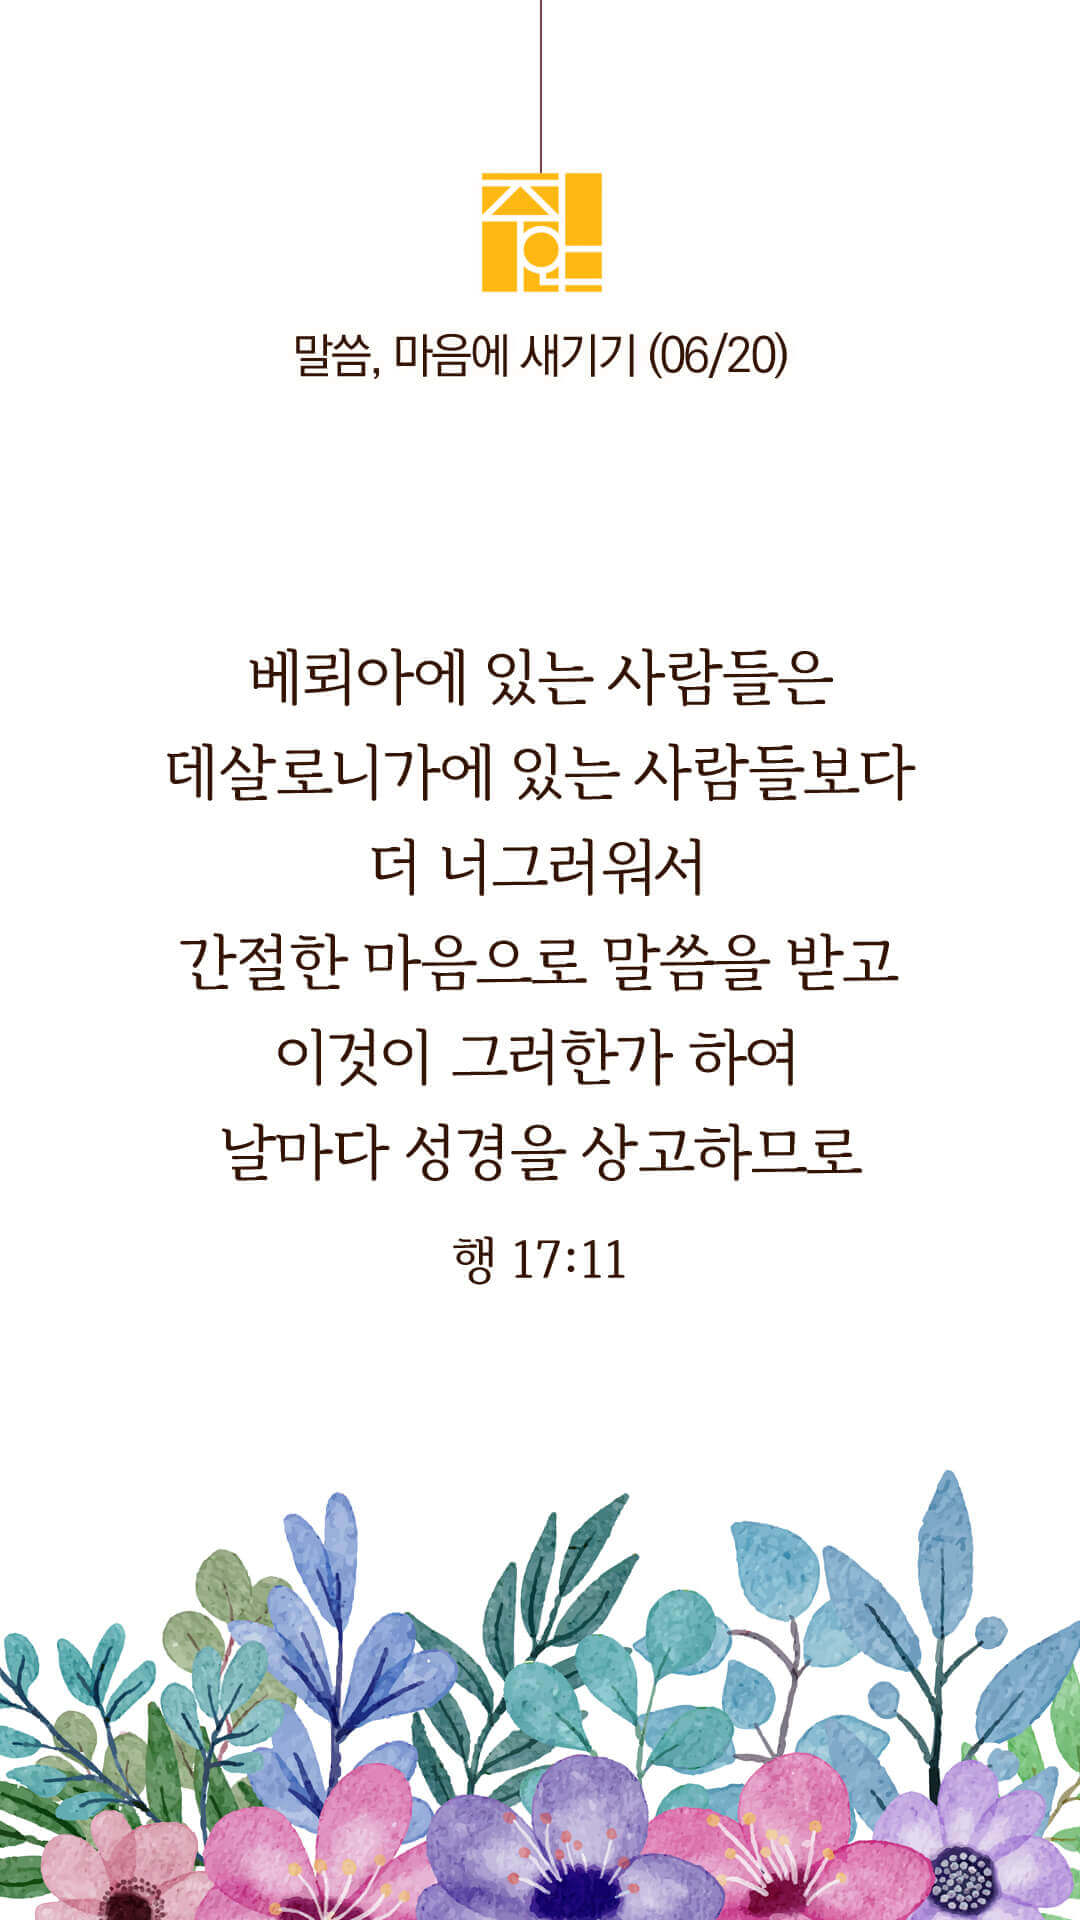 주인
말씀, 마음에 새기기 (06/20)
베뢰아에 있는 사람들은
데살로니가에 있는 사람들보다
더 너그러워서
간절한 마음으로 말씀을 받고
이것이 그러한가 하여
날마다 성경을 상고하므로
행 17:11